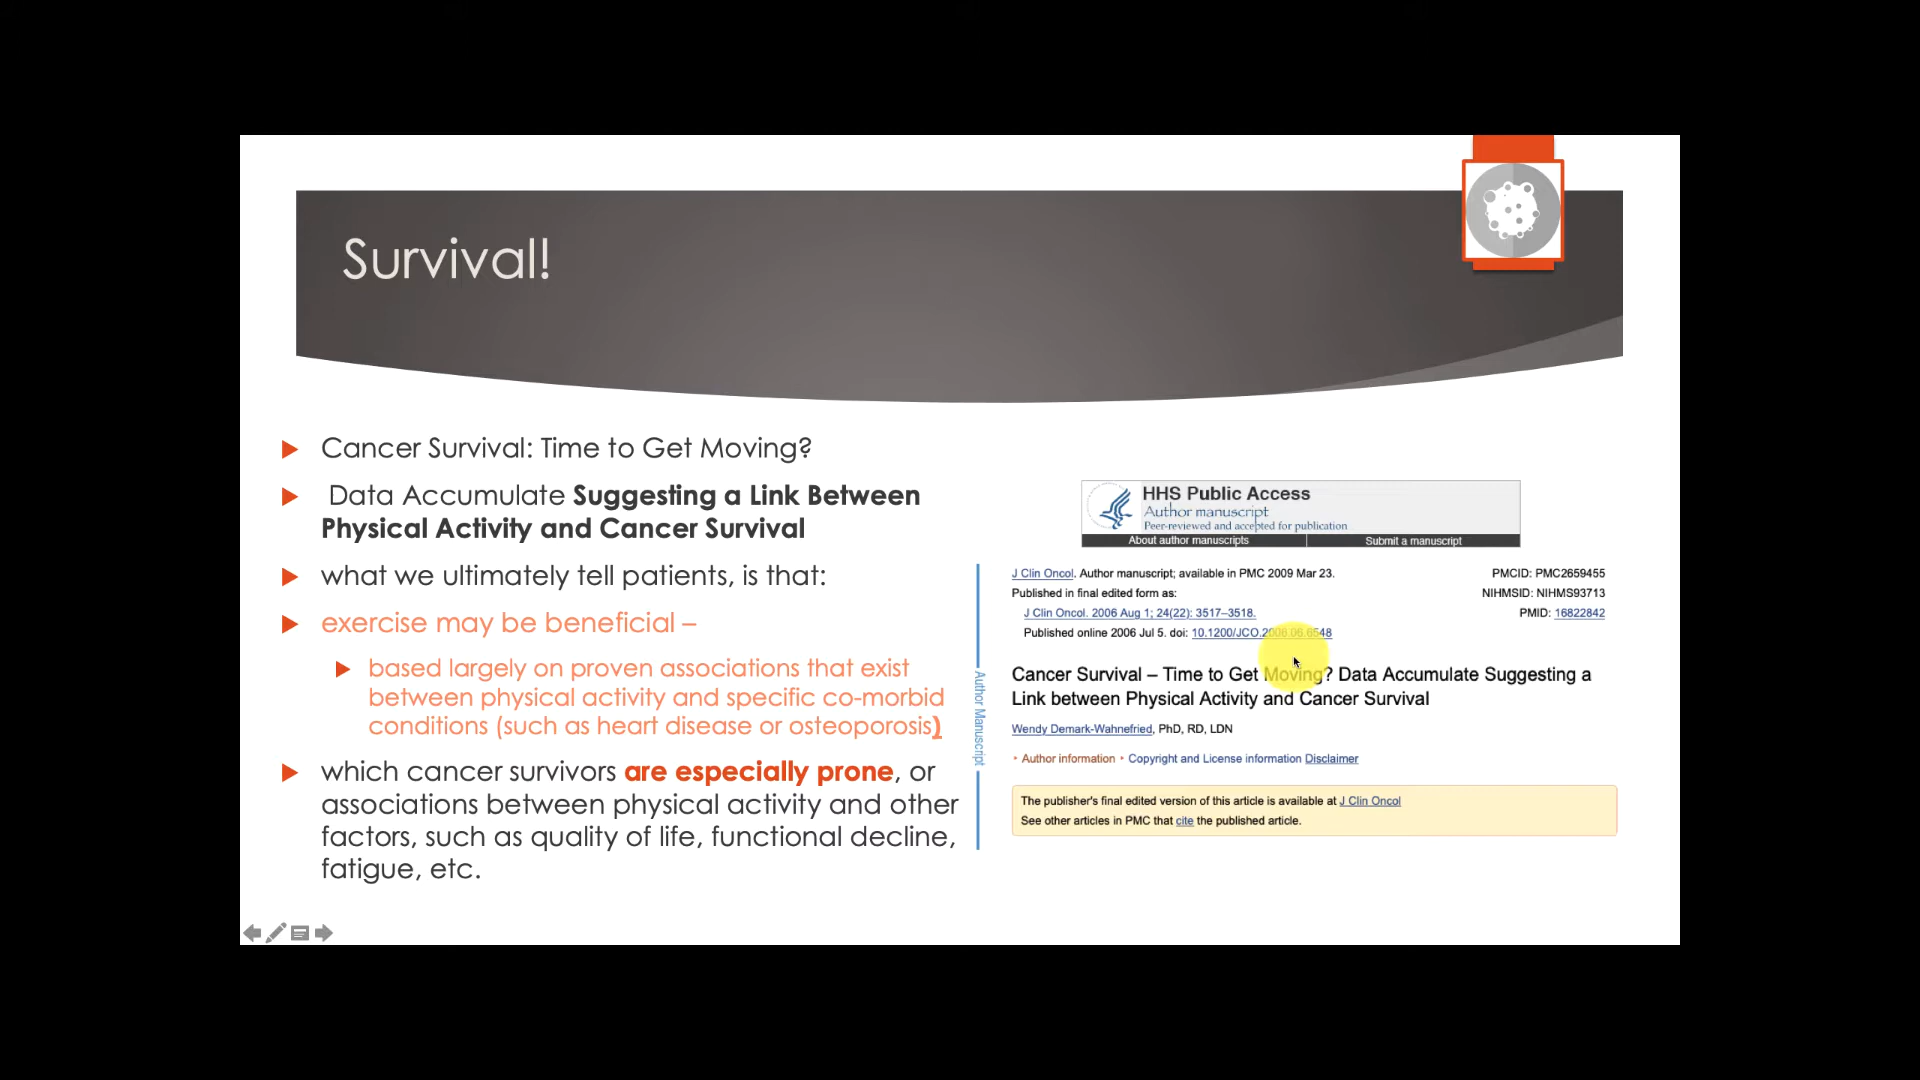 Survival!
Cancer Survival: Time to Get Moving?
Data Accumulate Suggesting a Link Between
Physical Activity and Cancer Survival
what we ultimately tell patients, is that:
exercise may be beneficial –
based largely on proven associations that exist
between physical activity and specific co-morbid
conditions (such as heart disease or osteoporosis)
which cancer survivors are especially prone, or
associations between physical activity and other
factors, such as quality of life, functional decline,
fatigue, etc.
HHS Public Access
Author manuscript
Peer-reviewed and accepted for publication
About author manuscripts
Submit a manuscript
Author Manuscript
J Clin Oncol. Author manuscript; available in PMC 2009 Mar 23.
PMCID: PMC2659455
Published in final edited form as:
NIHMSID: NIHMS93713
J Clin Oncol. 2006 Aug 1; 24(22): 3517–3518.
PMID: 16822842
Published online 2006 Jul 5. doi: 10.1200/JCO.2006.06.6548
Cancer Survival – Time to Get Moving? Data Accumulate Suggesting a
Link between Physical Activity and Cancer Survival
Wendy Demark-Wahnefried, PhD, RD, LDN
Author information
Copyright and License information Disclaimer
The publisher's final edited version of this article is available at J Clin Oncol
See other articles in PMC that cite the published article.